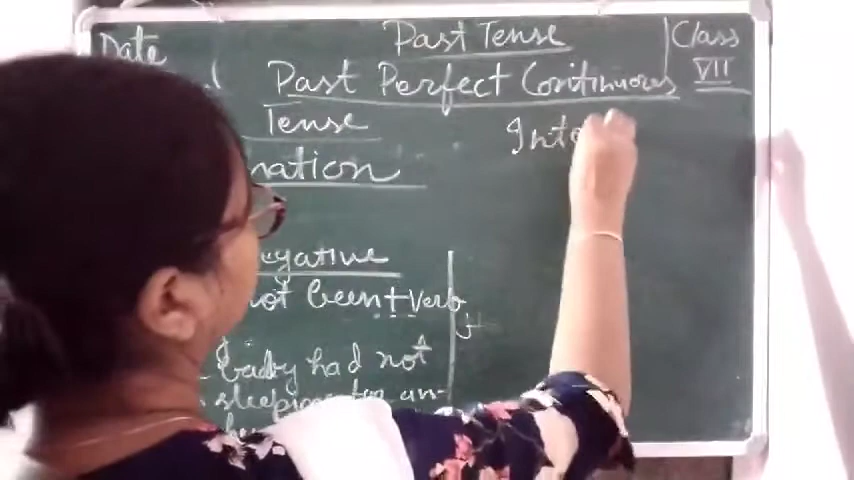 Date
Past Tense
Class
VII
Past Perfect Continuous
Tense
nation
Inte
egative
not been + verb
baby had not
sleeping for an-